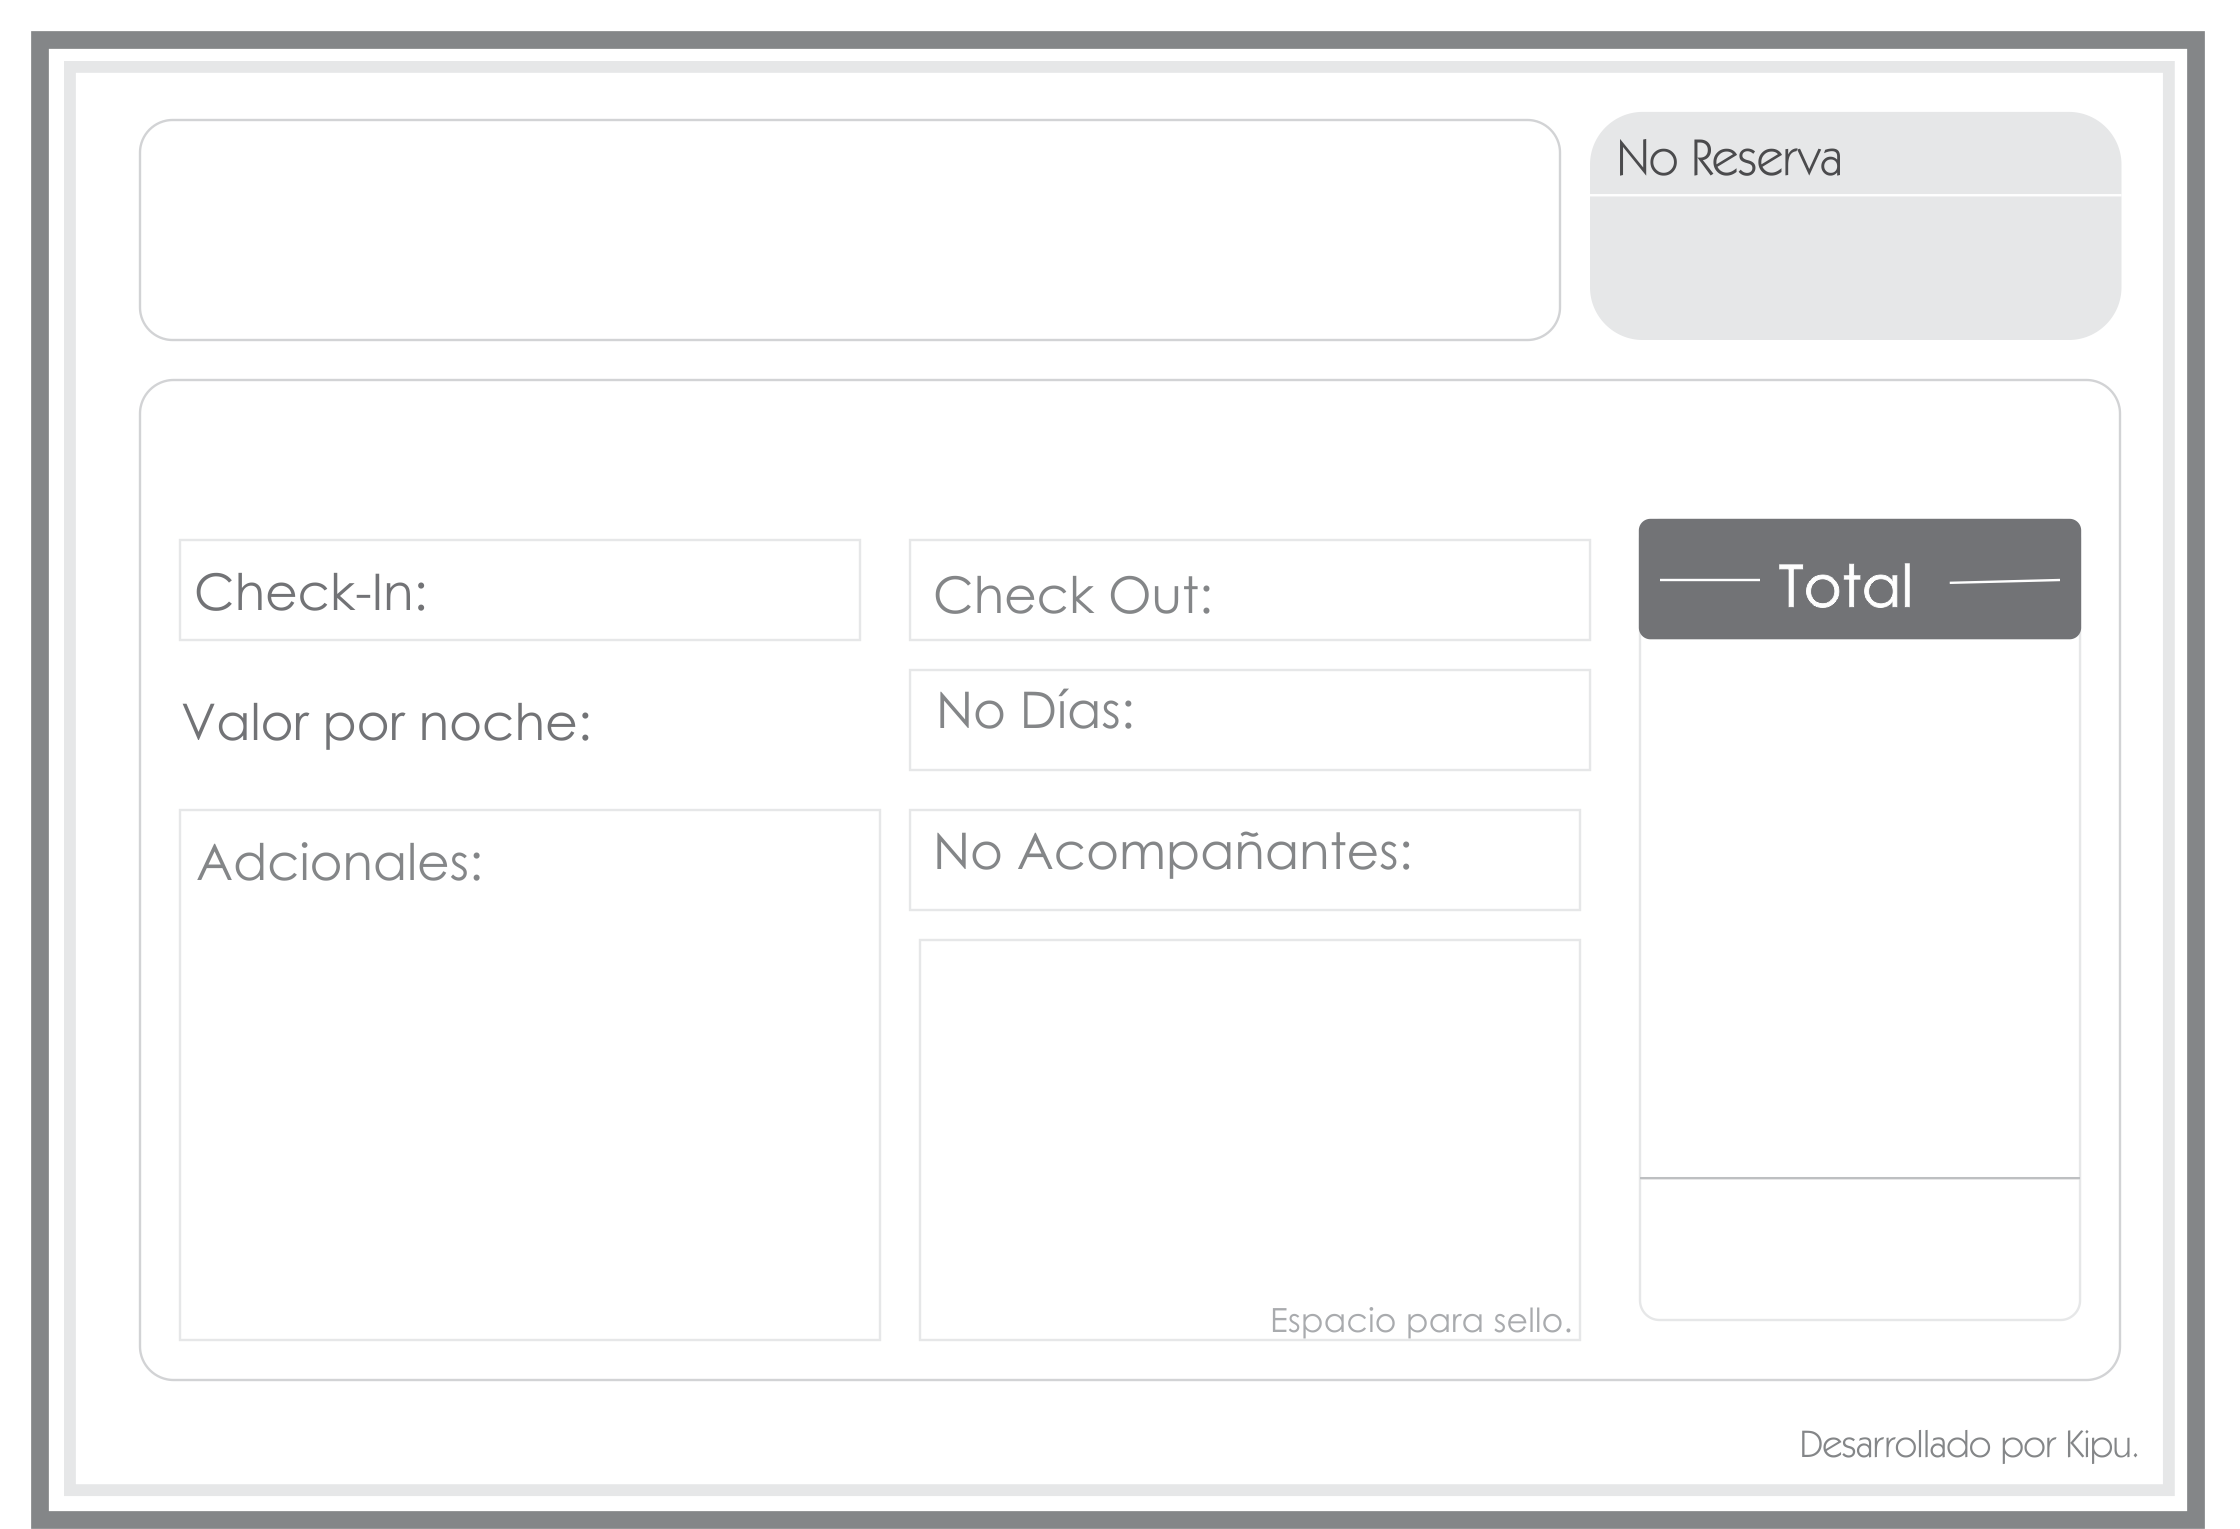 No Reserva
Check-In:
Check Out:
Total
Valor por noche:
No Días:
Adcionales:
No Acompañantes:
Espacio para sello.
Desarrollado por Kipu.